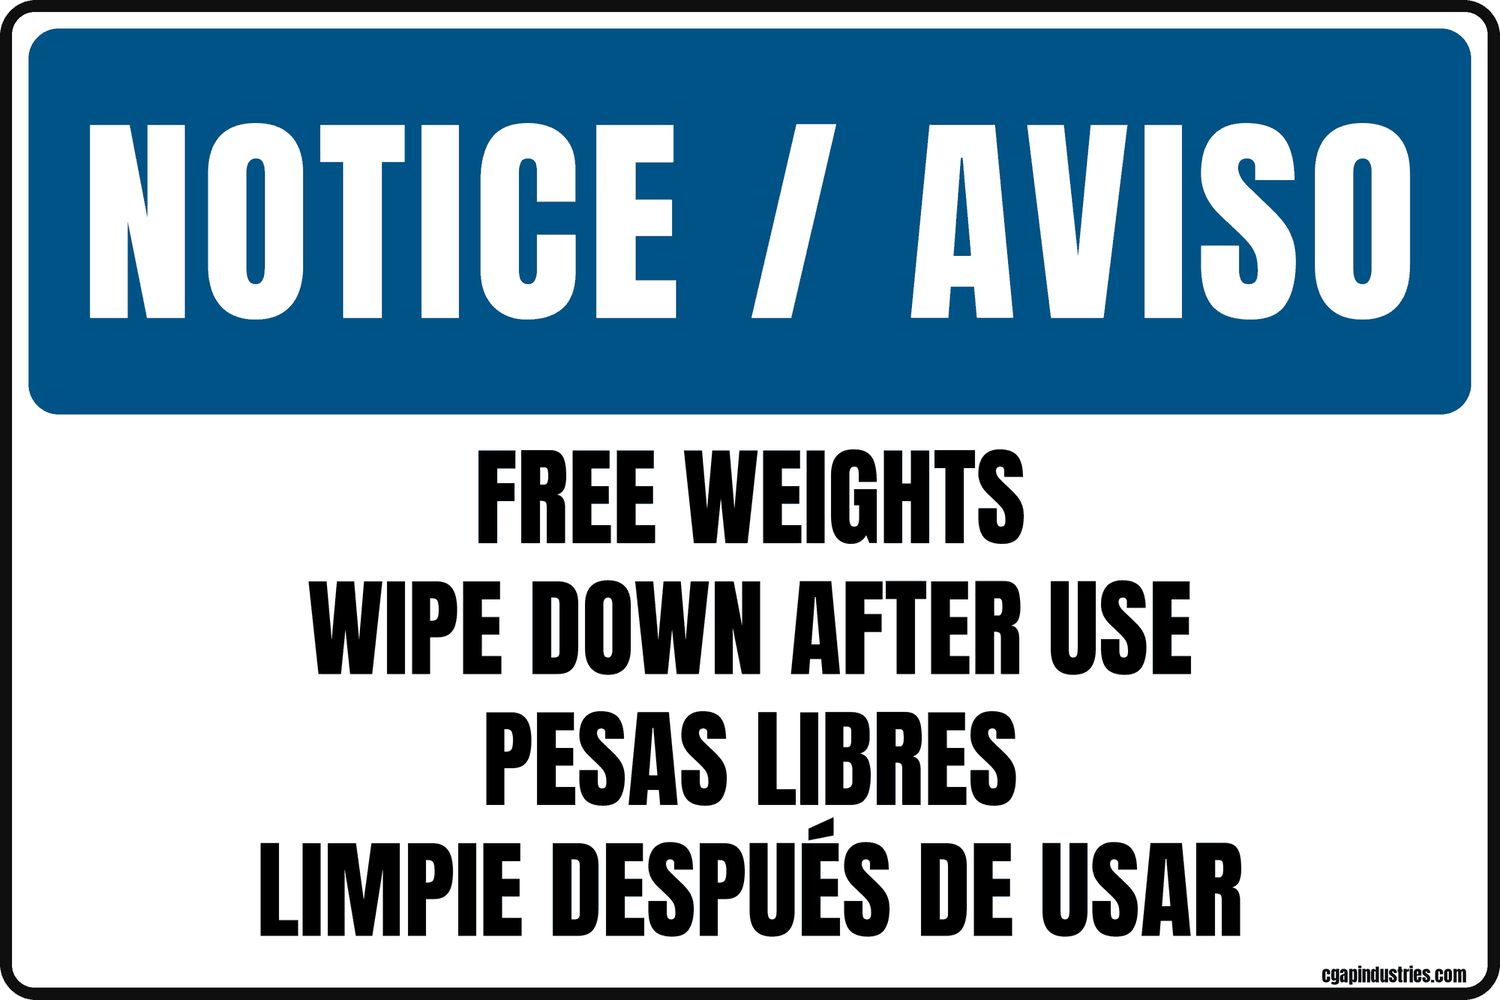 NOTICE / AVISO
FREE WEIGHTS
WIPE DOWN AFTER USE
PESAS LIBRES
LIMPIE DESPUÉS DE USAR
cgapindustries.com